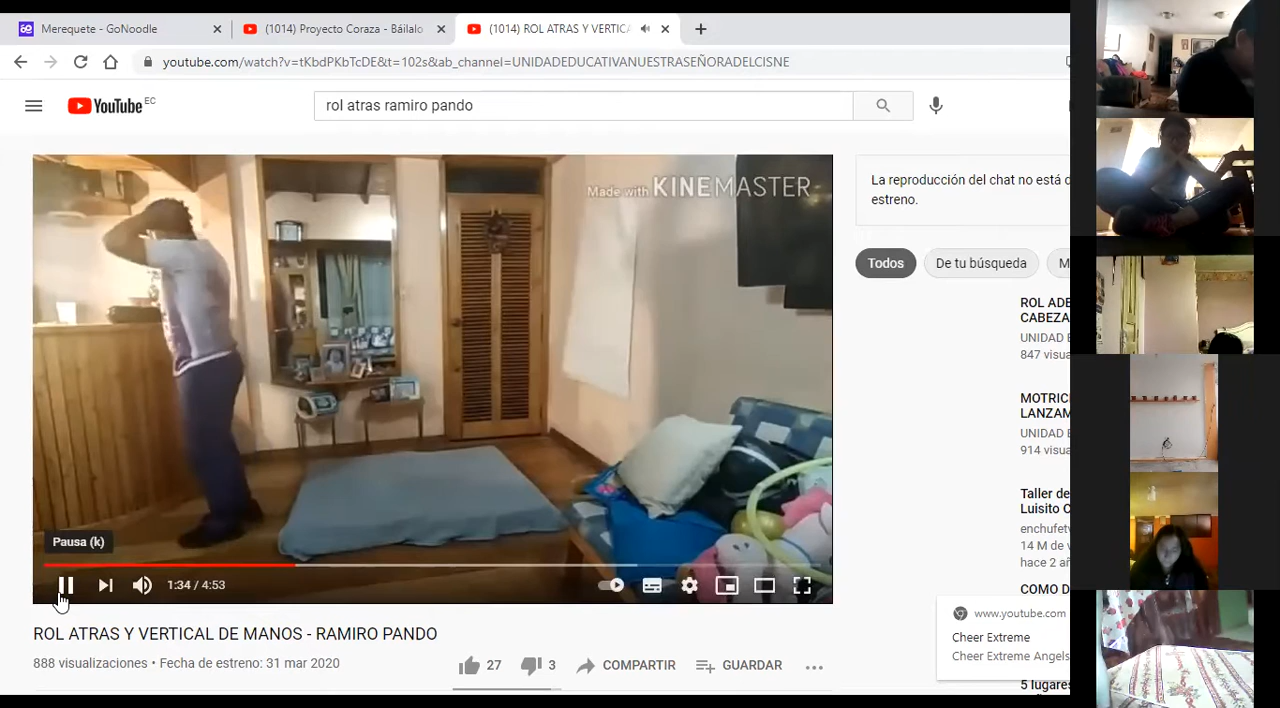 Merequete - GoNoodle
(1014) Proyecto Coraza - Báilalo
(1014) ROL ATRAS Y VERTICA
youtube.com/watch?v=tKbdPKbTcDE&t=102s&ab_channel=UNIDADEDUCATIVANUESTRASEÑORADELCISNE
YouTube EC
rol atras ramiro pando
Made with KINEMASTER
La reproducción del chat no está d
estreno.
Todos
De tu búsqueda
M
ROL ADE
CABEZA
UNIDAD E
847 visua
MOTRIC
LANZAM
UNIDAD E
914 visua
Taller de
Luisito C
enchufetv
14 M de v
hace 2 añ
COMO D
Pausa (k)
1:34 / 4:53
ROL ATRAS Y VERTICAL DE MANOS - RAMIRO PANDO
888 visualizaciones • Fecha de estreno: 31 mar 2020
27
3
COMPARTIR
GUARDAR
www.youtube.com
Cheer Extreme
Cheer Extreme Angels
5 lugares